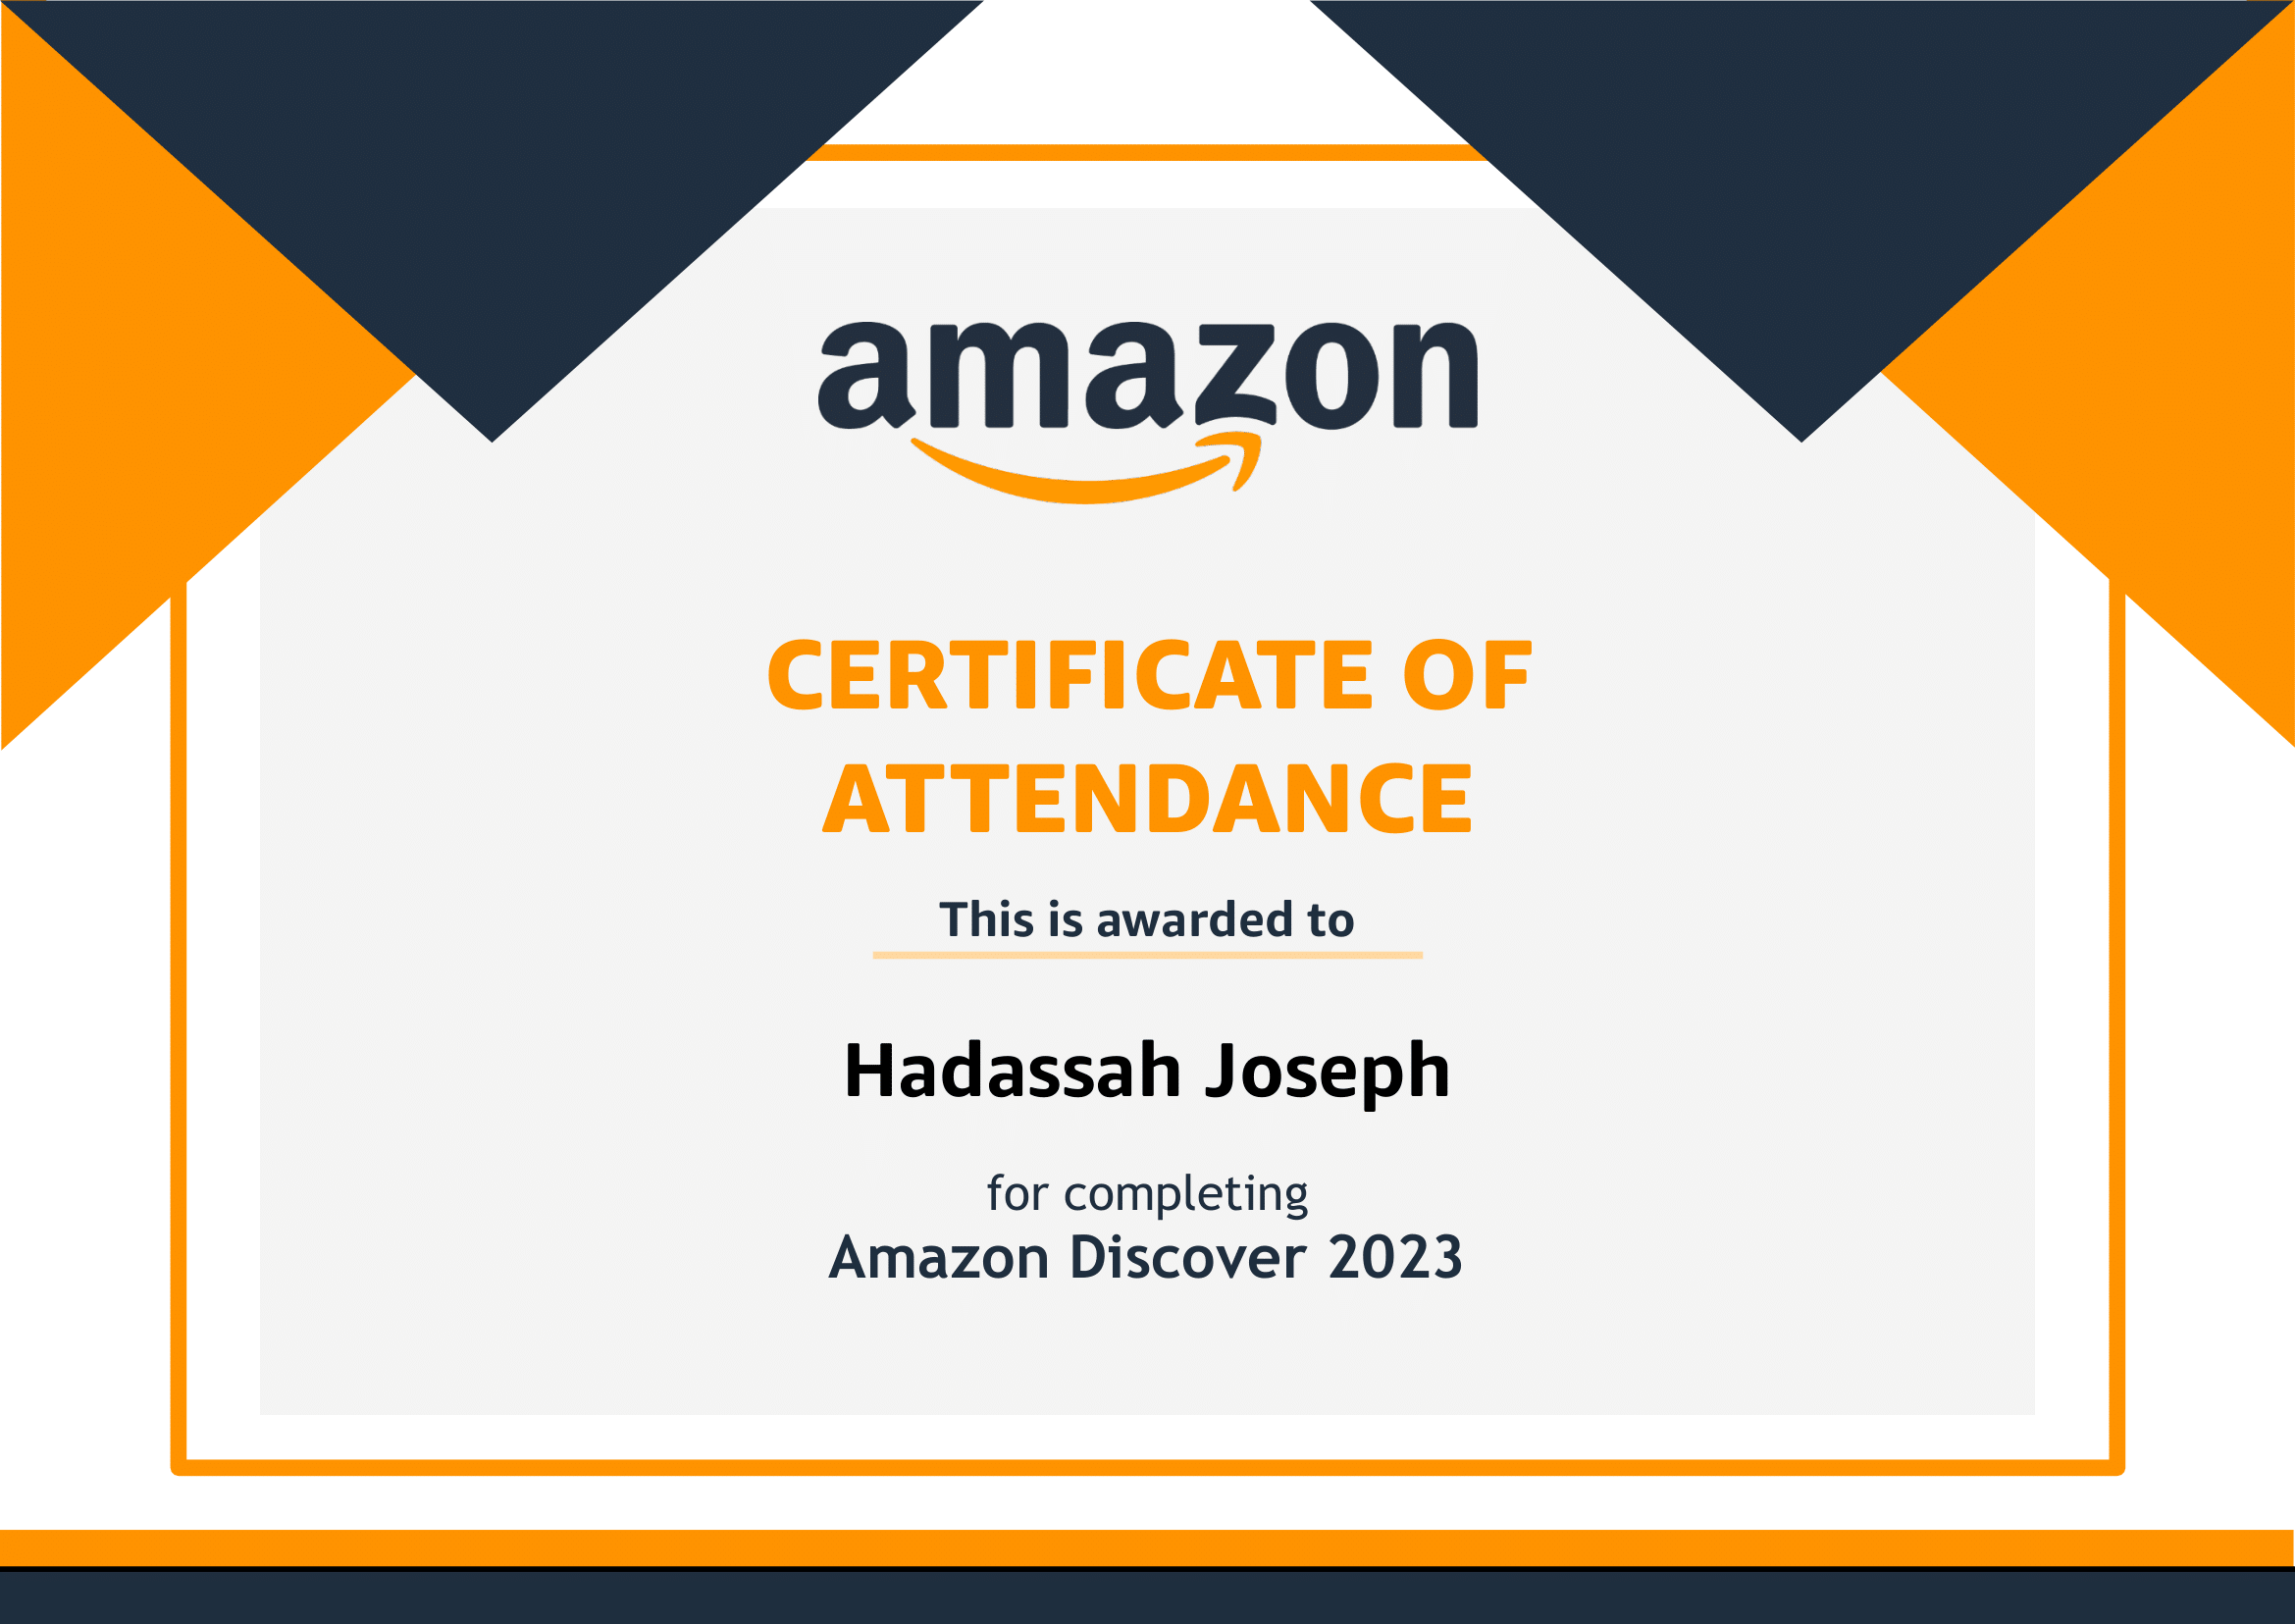 amazon
CERTIFICATE OF
ATTENDANCE
This is awarded to
Hadassah Joseph
for completing
Amazon Discover 2023